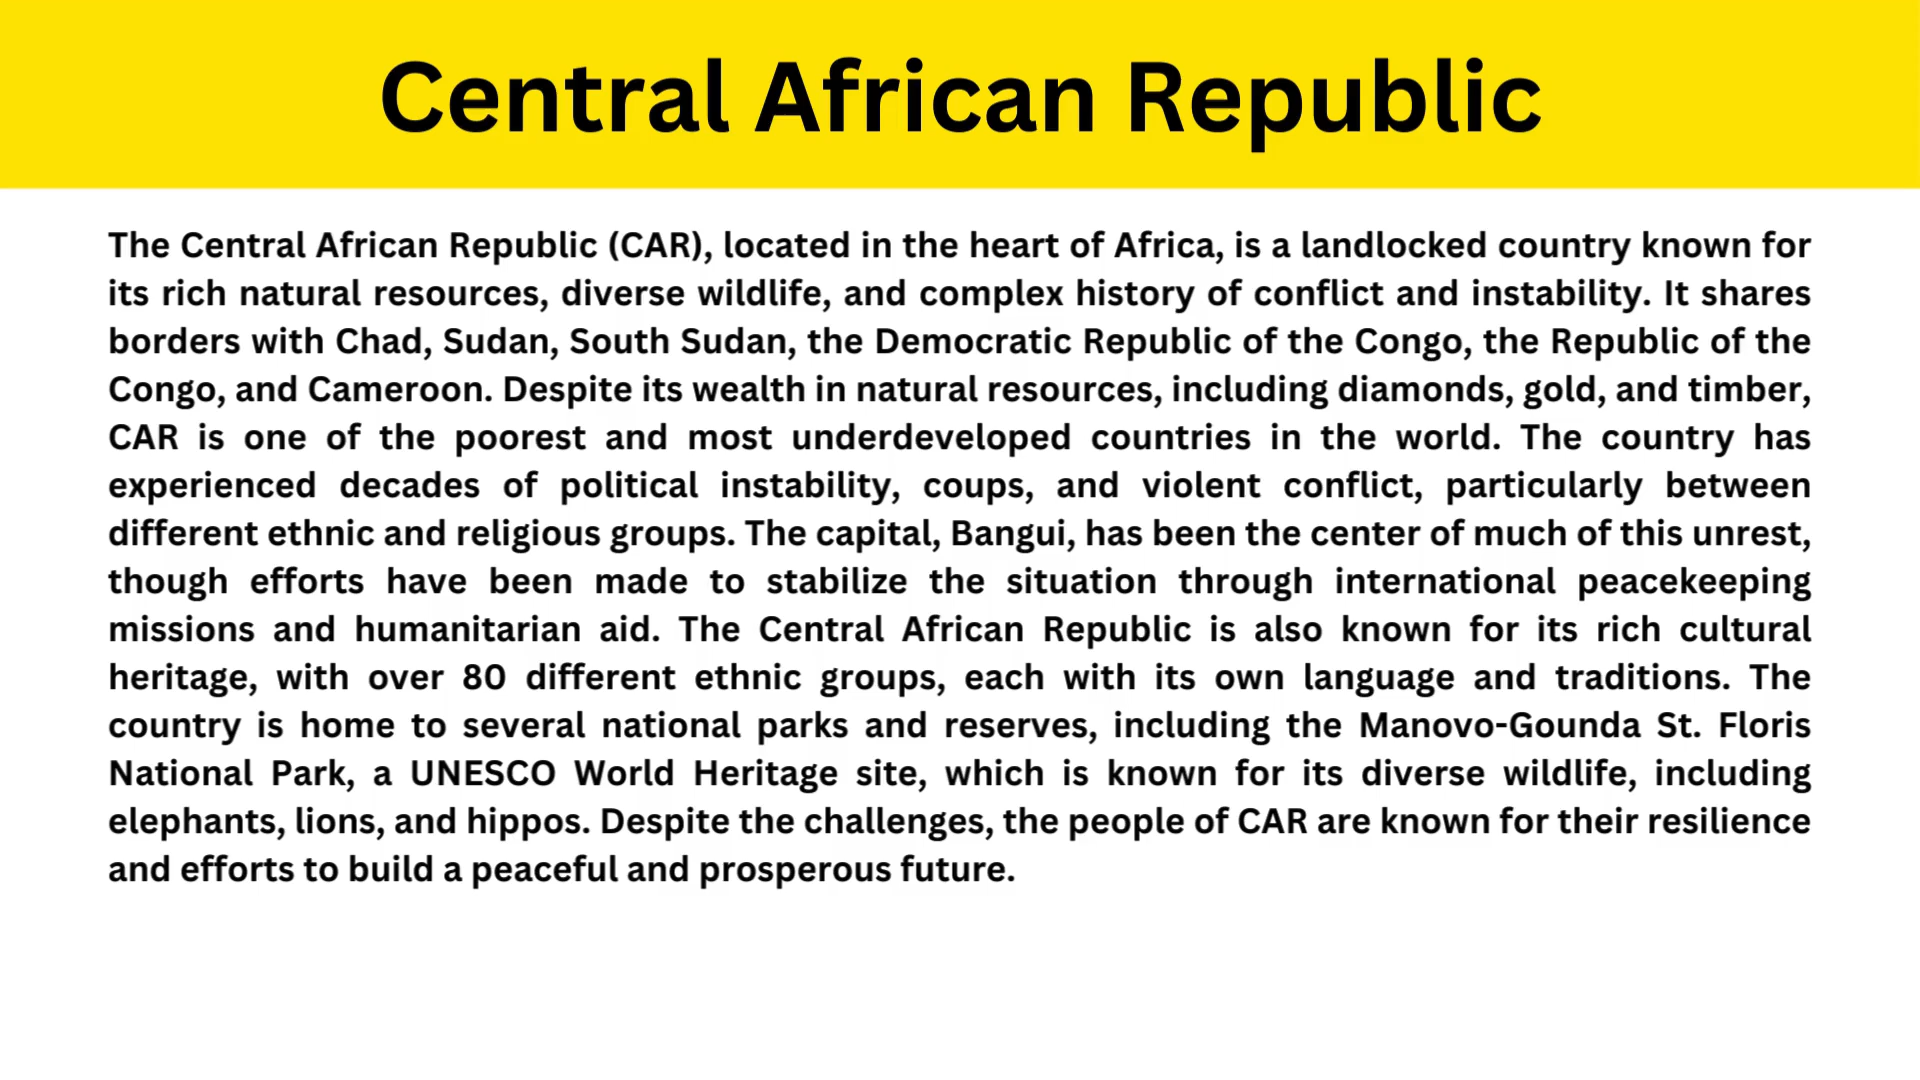 Central African Republic
The Central African Republic (CAR), located in the heart of Africa, is a landlocked country known for
its rich natural resources, diverse wildlife, and complex history of conflict and instability. It shares
borders with Chad, Sudan, South Sudan, the Democratic Republic of the Congo, the Republic of the
Congo, and Cameroon. Despite its wealth in natural resources, including diamonds, gold, and timber,
CAR is one of the poorest and most underdeveloped countries in the world. The country has
experienced decades of political instability, coups, and violent conflict, particularly between
different ethnic and religious groups. The capital, Bangui, has been the center of much of this unrest,
though efforts have been made to stabilize the situation through international peacekeeping
missions and humanitarian aid. The Central African Republic is also known for its rich cultural
heritage, with over 80 different ethnic groups, each with its own language and traditions. The
country is home to several national parks and reserves, including the Manovo-Gounda St. Floris
National Park, a UNESCO World Heritage site, which is known for its diverse wildlife, including
elephants, lions, and hippos. Despite the challenges, the people of CAR are known for their resilience
and efforts to build a peaceful and prosperous future.